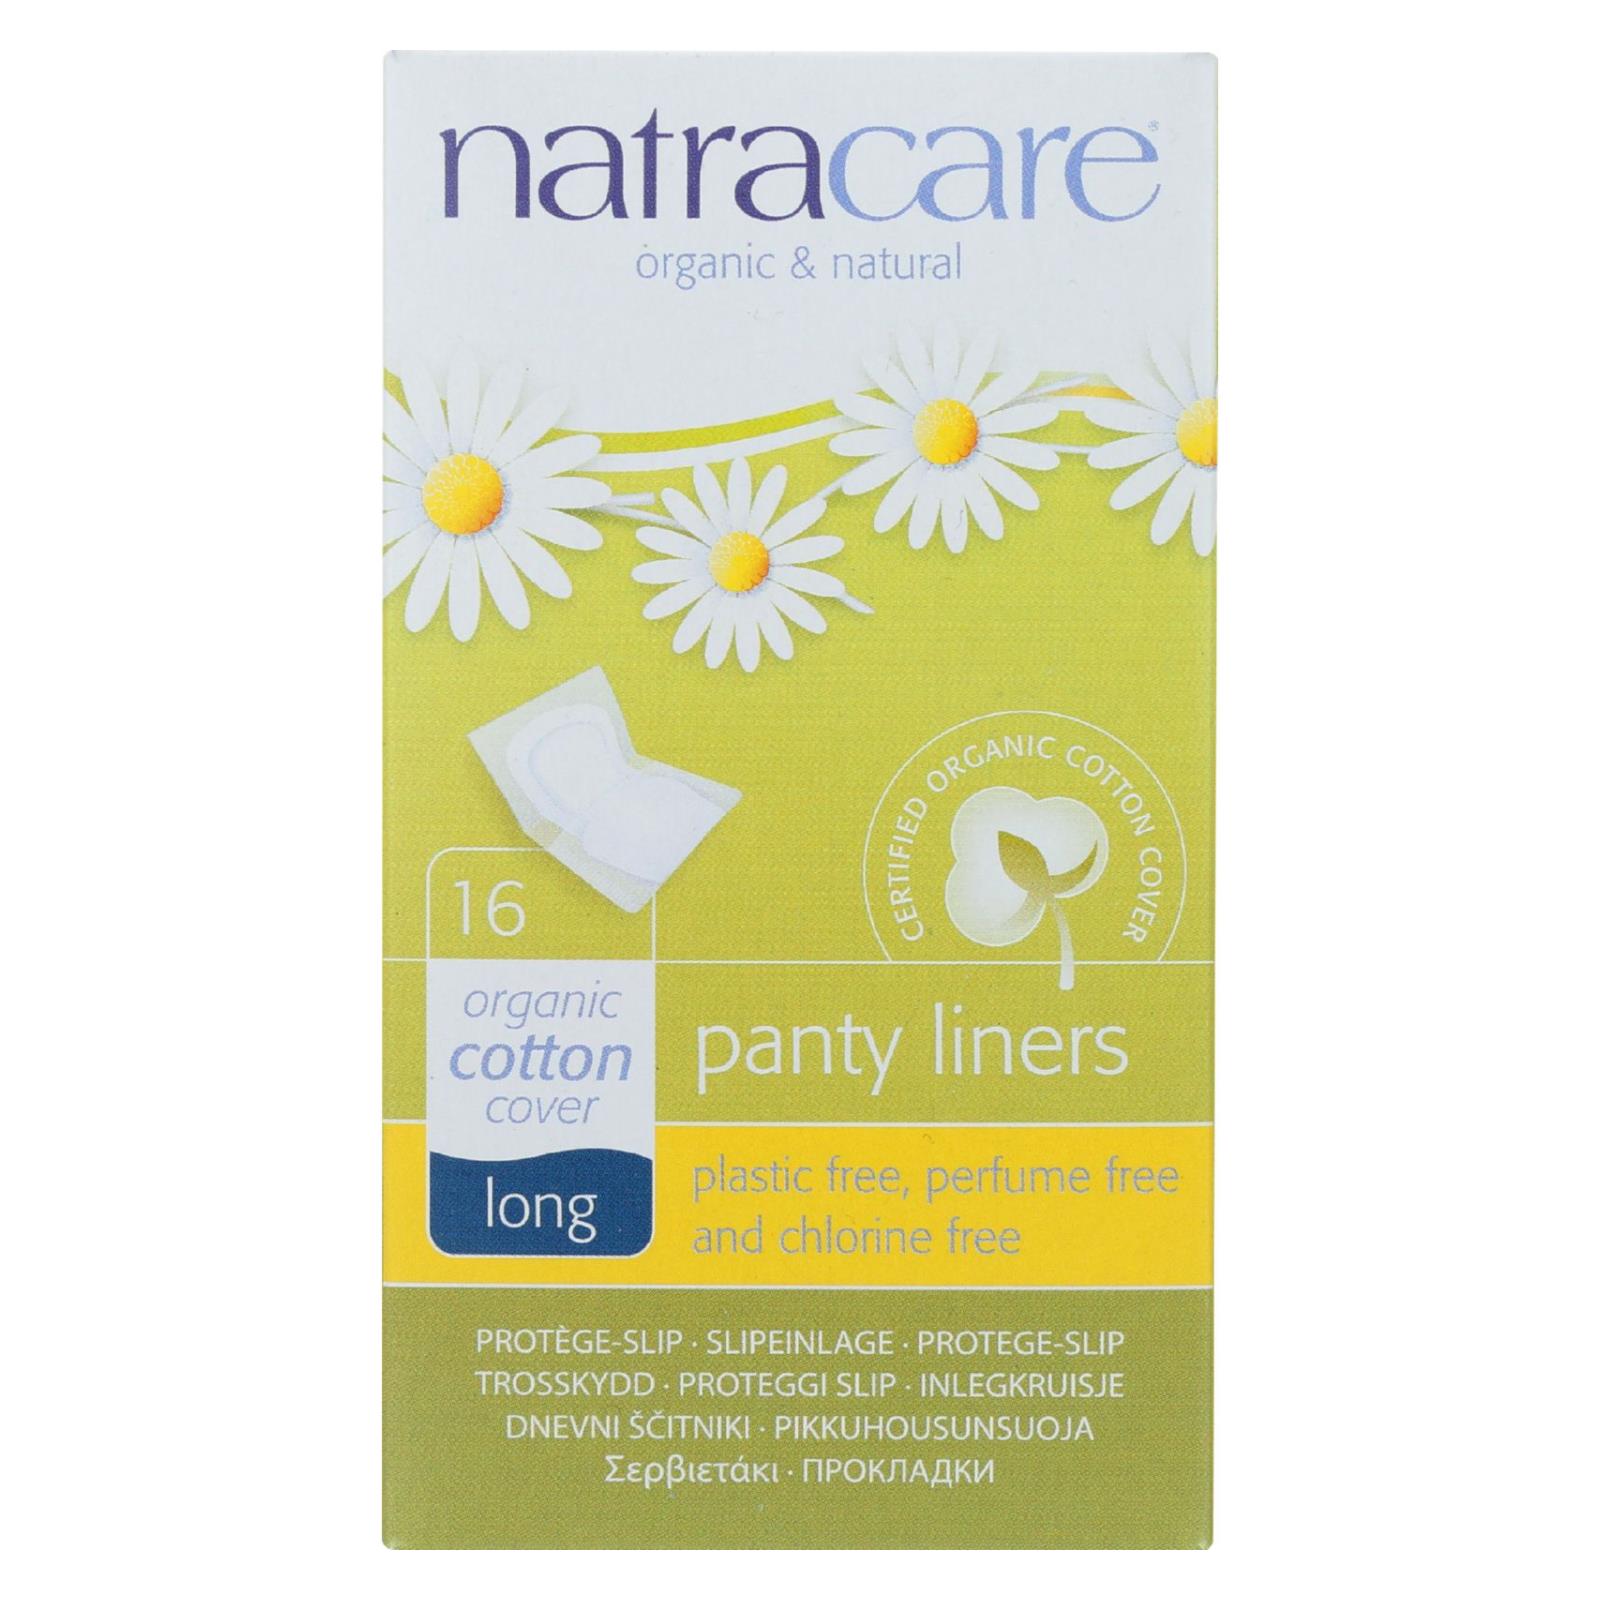 natracare®
organic & natural
CERTIFIED ORGANIC COTTON COVER
16
organic
cotton
cover
long
panty liners
plastic free, perfume free
and chlorine free
PROTÈGE-SLIP · SLIPEINLAGE · PROTEGE-SLIP
TROSSKYDD · PROTEGGI SLIP · INLEGKRUISJE
DNEVNI ŠČITNIKI · PIKKUHOUSUNSUOJA
Σερβιετάκι · ПРОКЛАДКИ